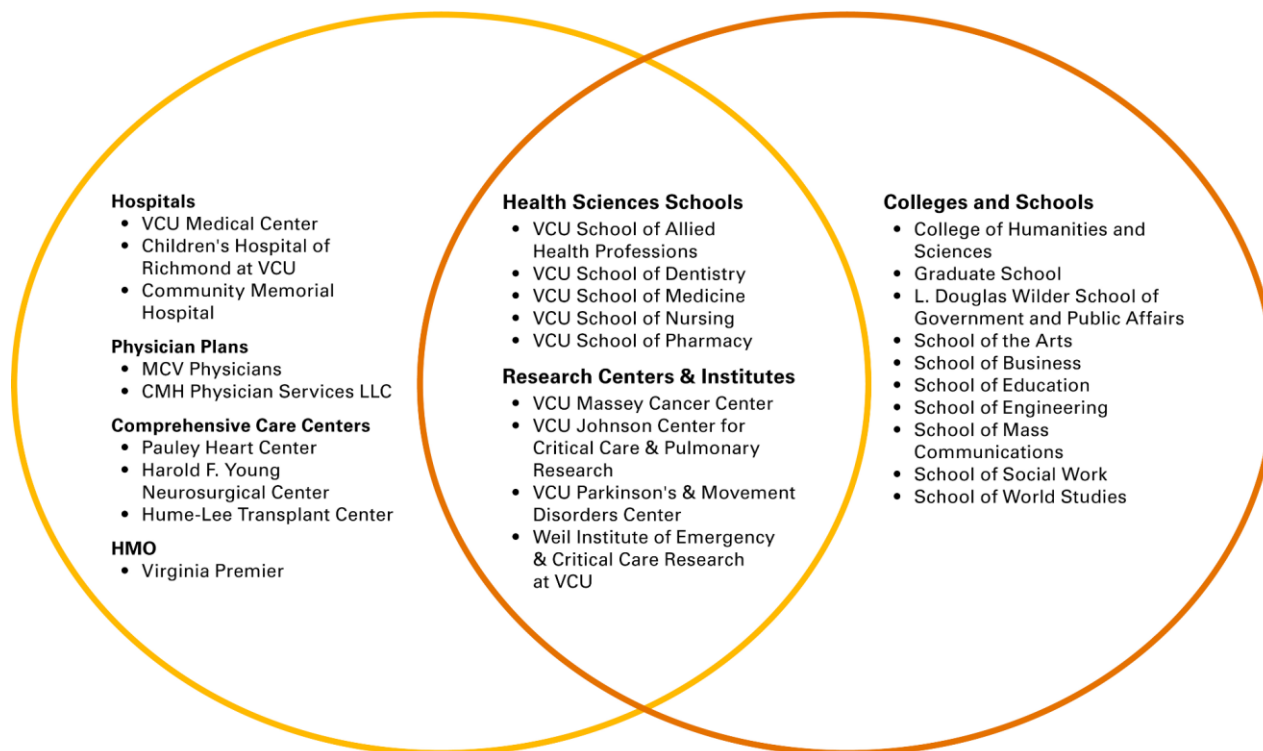 Hospitals
• VCU Medical Center
• Children's Hospital of
Richmond at VCU
• Community Memorial
Hospital
Physician Plans
• MCV Physicians
• CMH Physician Services LLC
Comprehensive Care Centers
• Pauley Heart Center
• Harold F. Young
Neurosurgical Center
• Hume-Lee Transplant Center
HMO
• Virginia Premier
Health Sciences Schools
• VCU School of Allied
Health Professions
• VCU School of Dentistry
• VCU School of Medicine
• VCU School of Nursing
• VCU School of Pharmacy
Research Centers & Institutes
• VCU Massey Cancer Center
• VCU Johnson Center for
Critical Care & Pulmonary
Research
• VCU Parkinson's & Movement
Disorders Center
• Weil Institute of Emergency
& Critical Care Research
at VCU
Colleges and Schools
• College of Humanities and
Sciences
• Graduate School
• L. Douglas Wilder School of
Government and Public Affairs
• School of the Arts
• School of Business
• School of Education
• School of Engineering
• School of Mass
Communications
• School of Social Work
• School of World Studies